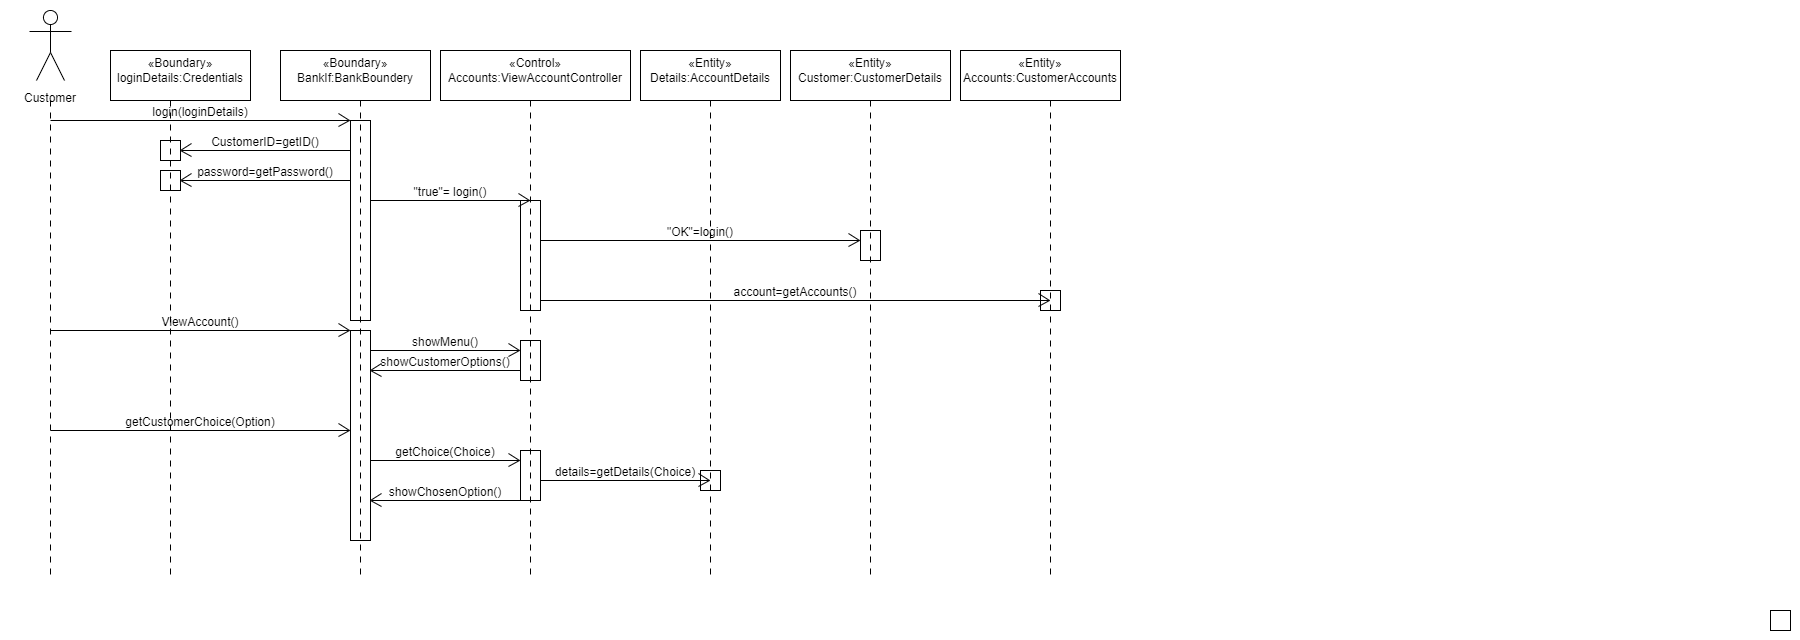 Customer
«Boundary»
loginDetails:Credentials
«Boundary»
BankIf:BankBoundery
«Control»
Accounts:ViewAccountController
«Entity»
Details:AccountDetails
«Entity»
Customer:CustomerDetails
«Entity»
Accounts:CustomerAccounts
login(loginDetails)
CustomerID=getID()
password=getPassword()
"true"= login()
"OK"=login()
account=getAccounts()
ViewAccount()
showMenu()
showCustomerOptions()
getCustomerChoice(Option)
getChoice(Choice)
details=getDetails(Choice)
showChosenOption()